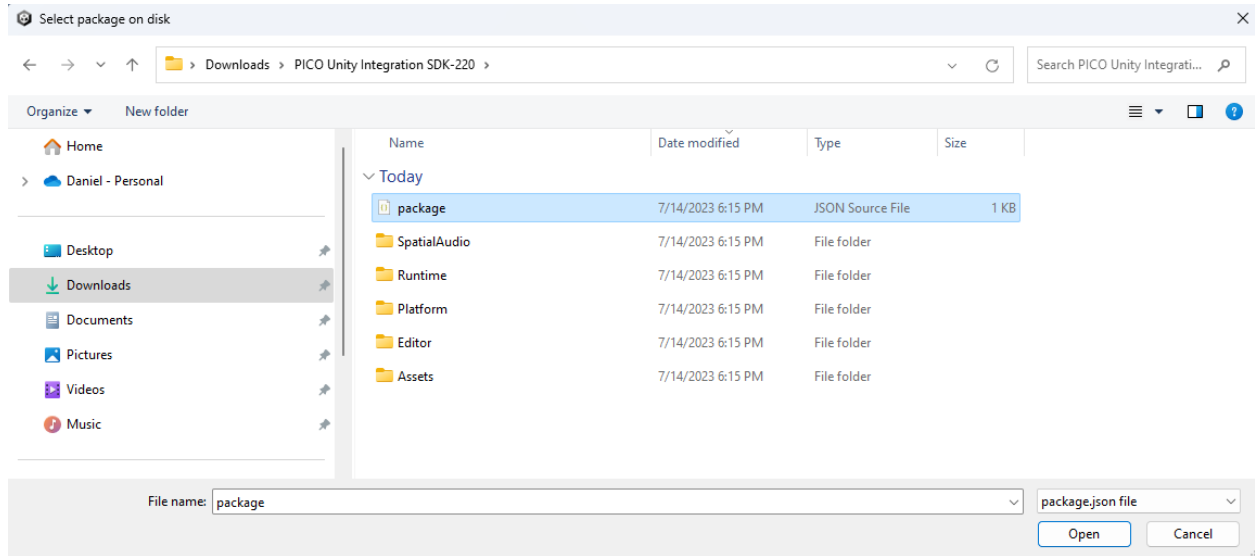 Select package on disk
Downloads > PICO Unity Integration SDK-220 >
Search PICO Unity Integrati...
Organize New folder
Home
Daniel - Personal
Desktop
Downloads
Documents
Pictures
Videos
Music
Name Date modified Type Size
Today
package 7/14/2023 6:15 PM JSON Source File 1 KB
SpatialAudio 7/14/2023 6:15 PM File folder
Runtime 7/14/2023 6:15 PM File folder
Platform 7/14/2023 6:15 PM File folder
Editor 7/14/2023 6:15 PM File folder
Assets 7/14/2023 6:15 PM File folder
File name: package
package.json file
Open Cancel